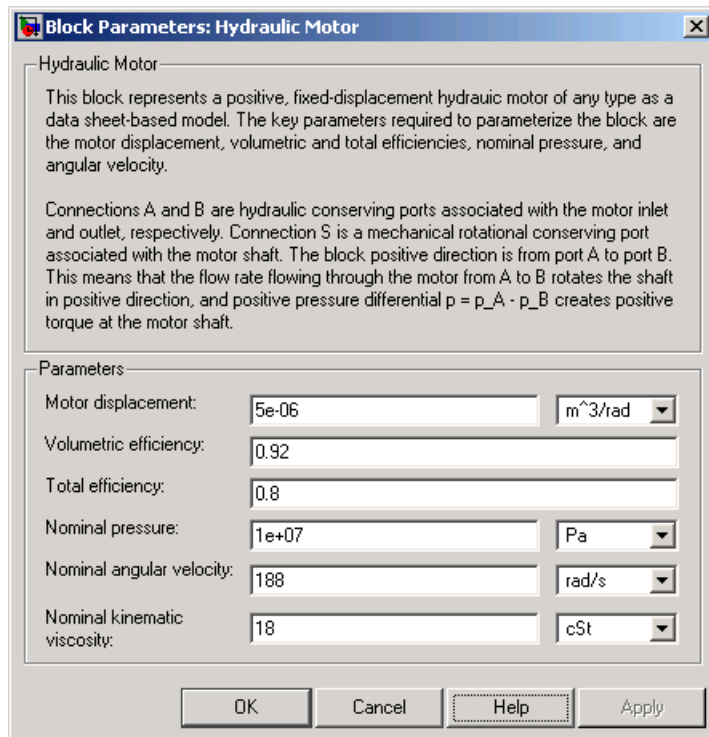 Block Parameters: Hydraulic Motor
Hydraulic Motor
This block represents a positive, fixed-displacement hydrauic motor of any type as a
data sheet-based model. The key parameters required to parameterize the block are
the motor displacement, volumetric and total efficiencies, nominal pressure, and
angular velocity.
Connections A and B are hydraulic conserving ports associated with the motor inlet
and outlet, respectively. Connection S is a mechanical rotational conserving port
associated with the motor shaft. The block positive direction is from port A to port B.
This means that the flow rate flowing through the motor from A to B rotates the shaft
in positive direction, and positive pressure differential p = p_A - p_B creates positive
torque at the motor shaft.
Parameters
Motor displacement: 5e-06 m^3/rad
Volumetric efficiency: 0.92
Total efficiency: 0.8
Nominal pressure: 1e+07 Pa
Nominal angular velocity: 188 rad/s
Nominal kinematic
viscosity: 18 cSt
OK Cancel Help Apply